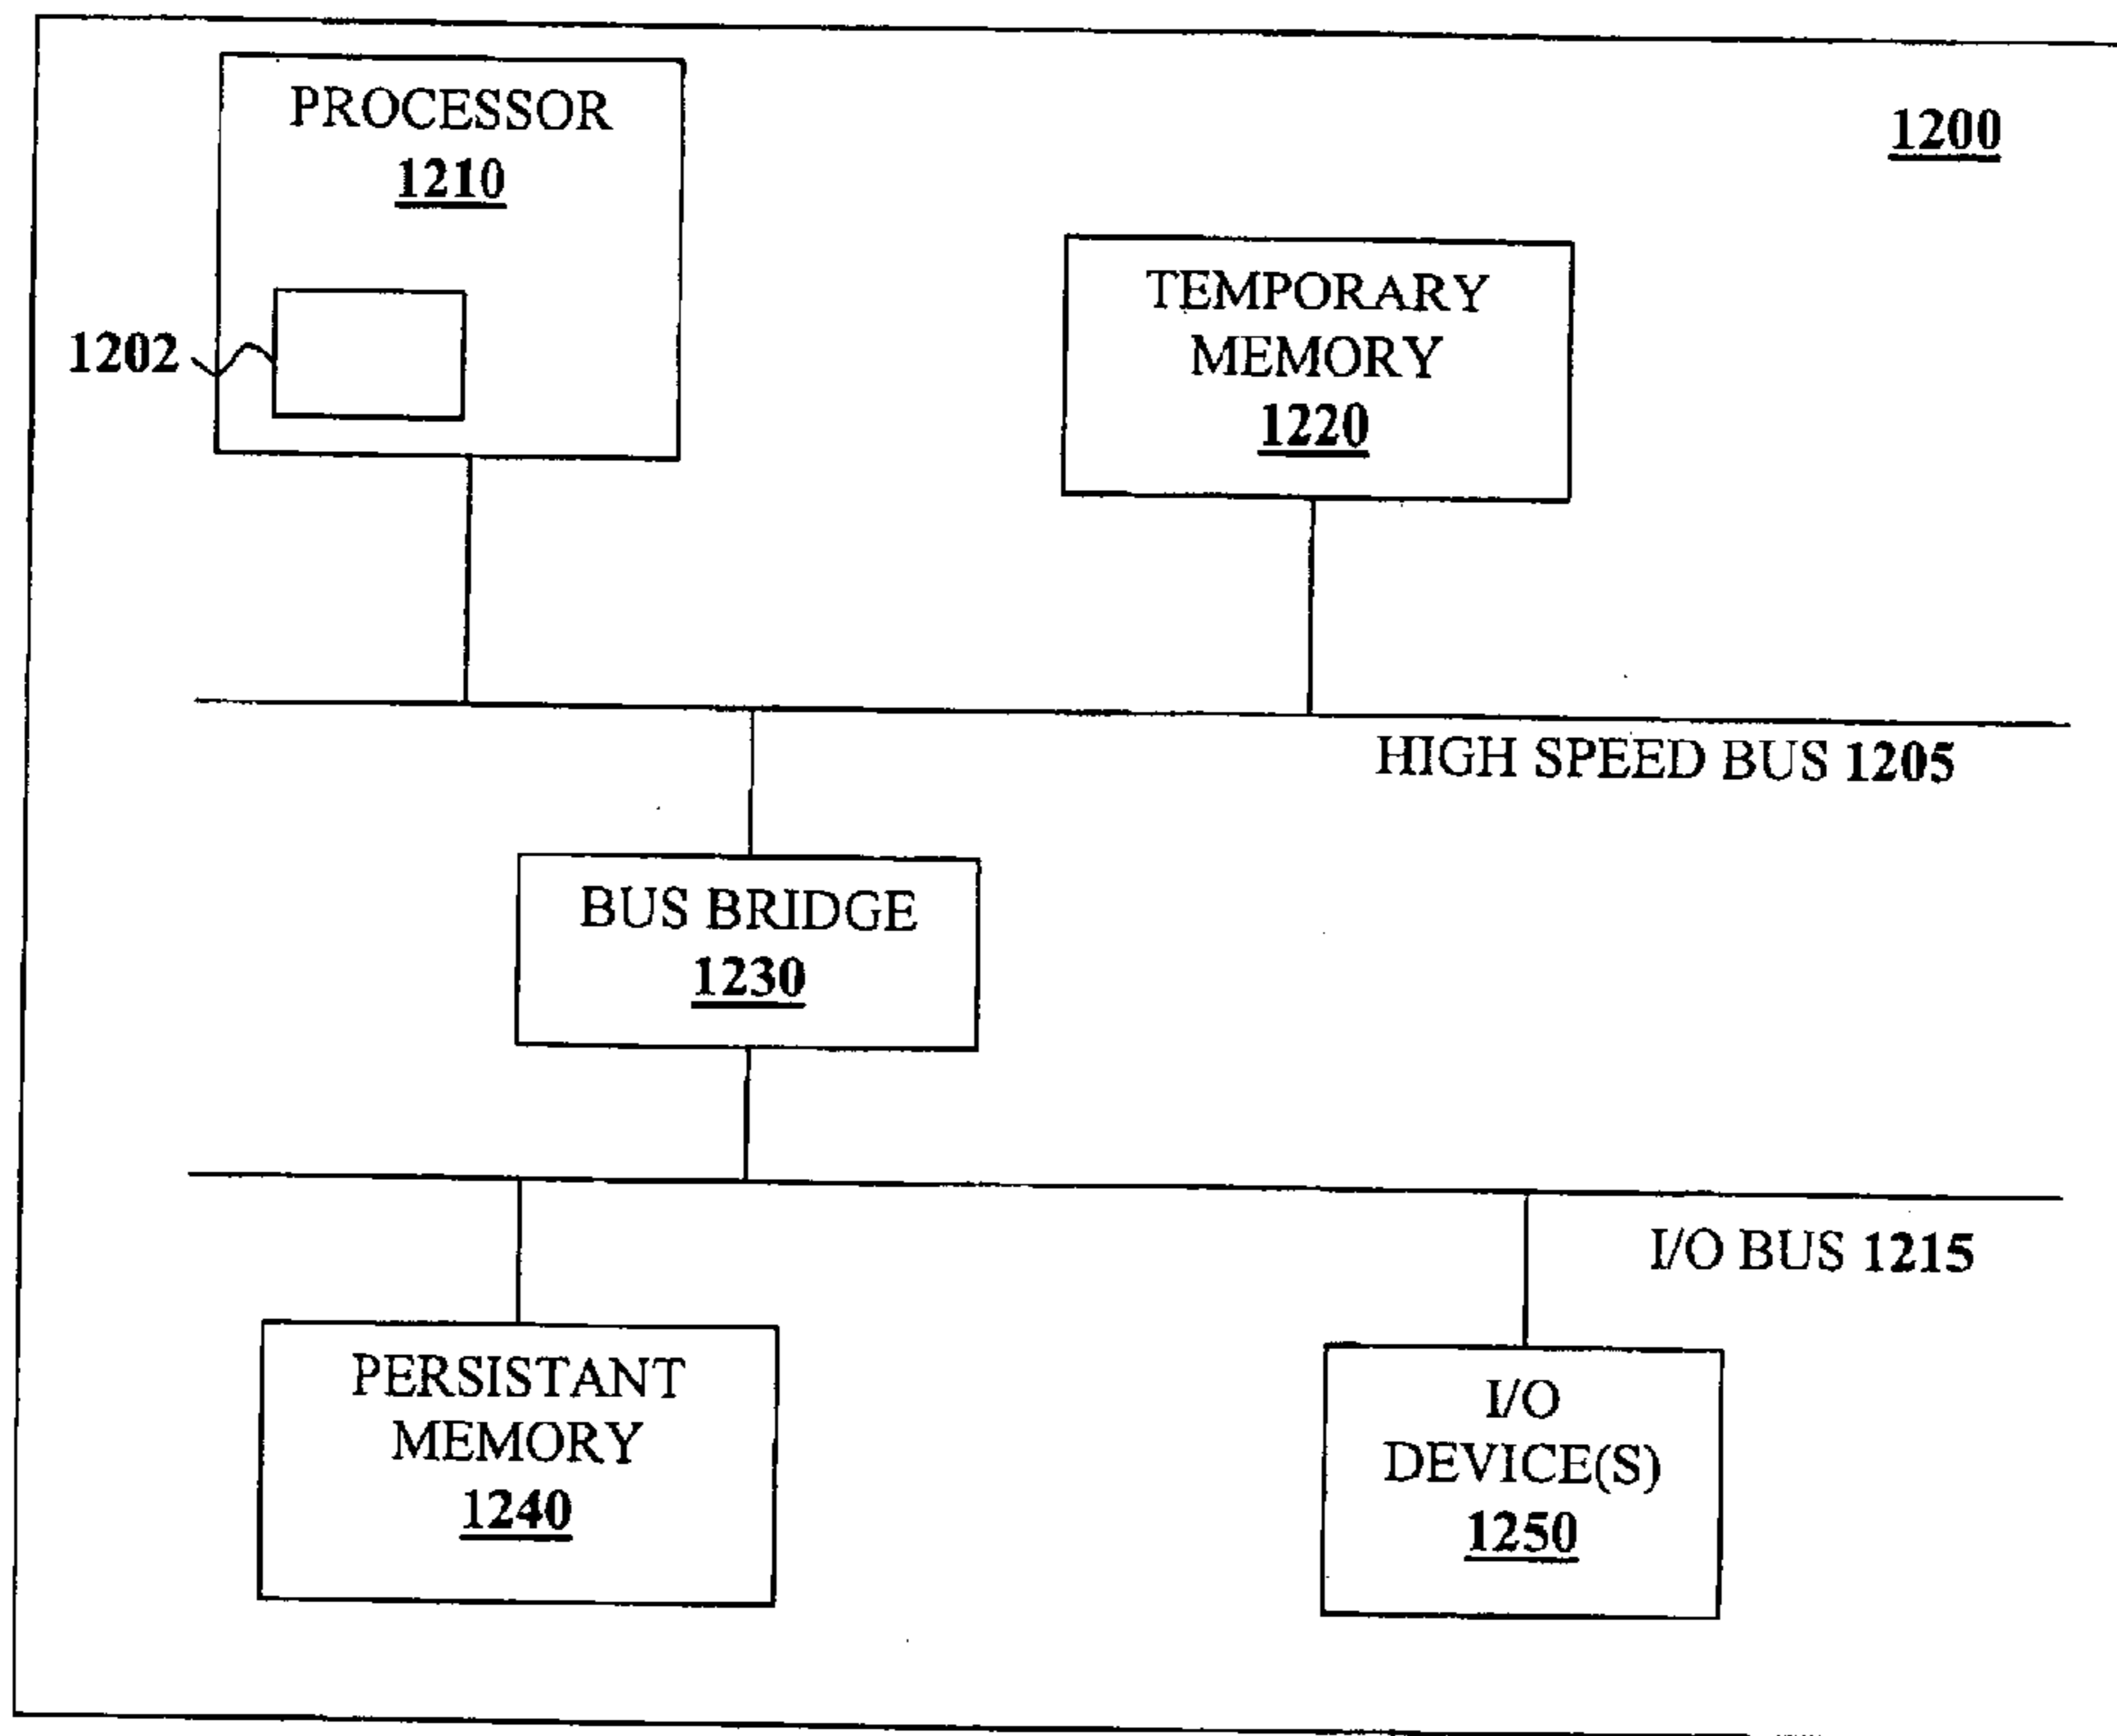 PROCESSOR
1210
1200
TEMPORARY
MEMORY
1220
1202
HIGH SPEED BUS 1205
BUS BRIDGE
1230
I/O BUS 1215
PERSISTANT
MEMORY
1240
I/O
DEVICE(S)
1250